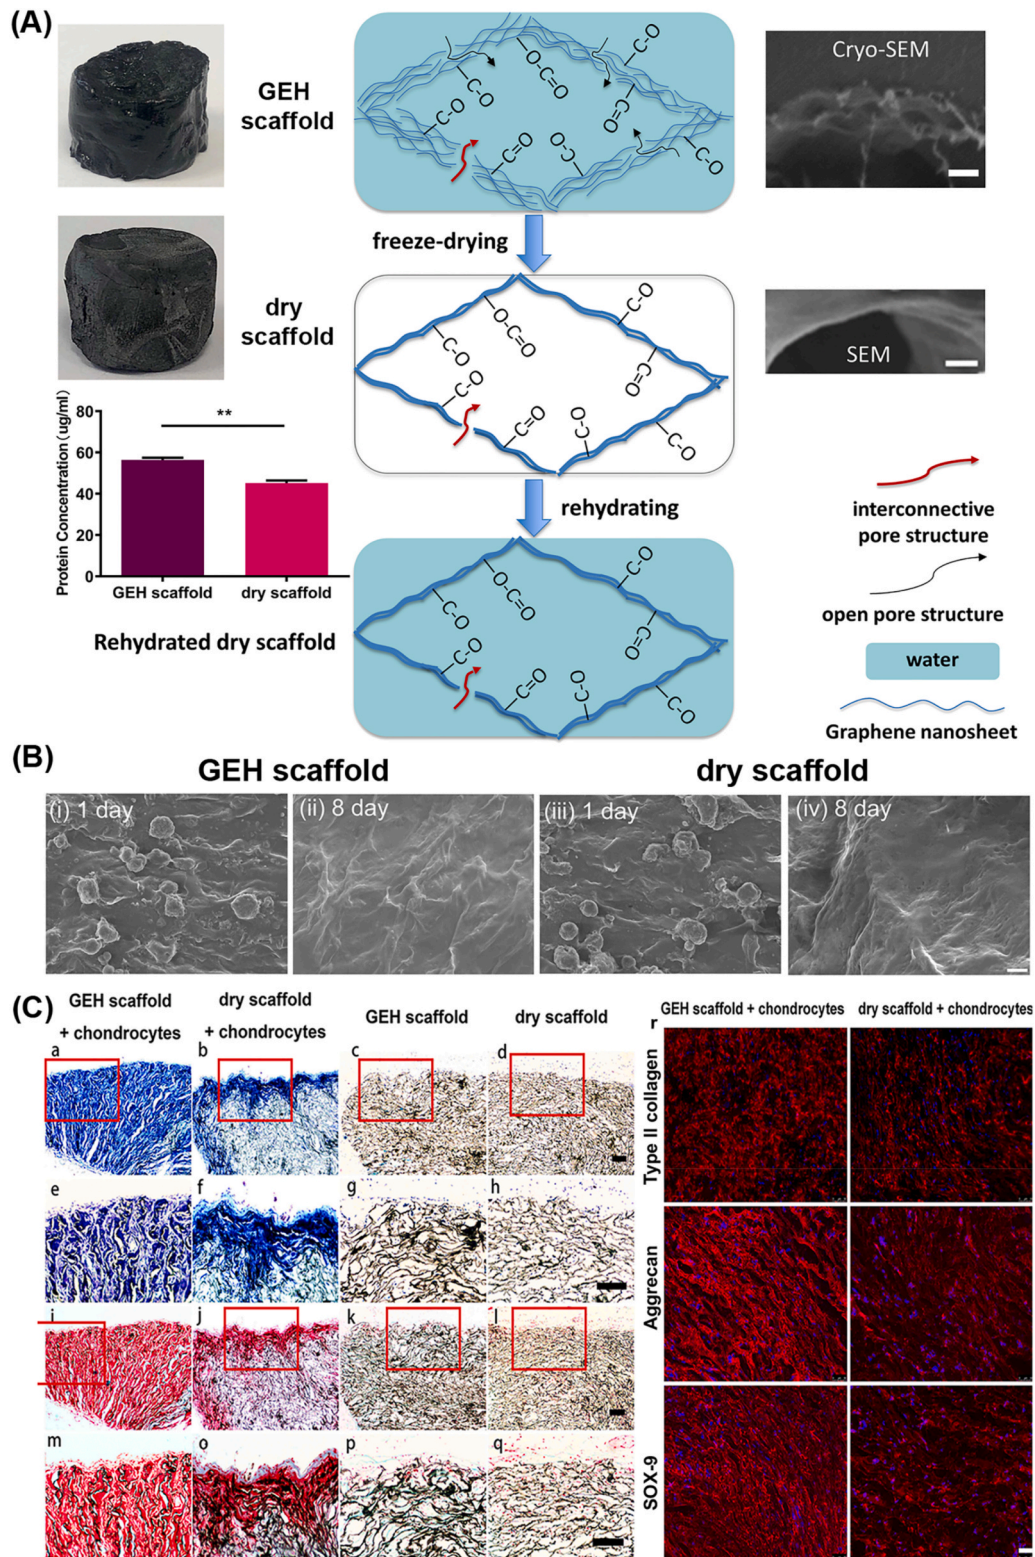 (A)
GEH
scaffold
C-O
C-O
O-C=O
C=O
C-O
C=O
C-O
C-O
Cryo-SEM
freeze-drying
dry
scaffold
C-O
C-O
O-C=O
C-O
C=O
C=O
C-O
C-O
SEM
Protein Concentration (ug/ml)
80
60
40
20
0
**
GEH scaffold
dry scaffold
rehydrating
Rehydrated dry scaffold
C-O
C-O
O-C=O
C-O
C=O
C=O
C-O
C-O
interconnective
pore structure
open pore structure
water
Graphene nanosheet
(B)
GEH scaffold
dry scaffold
(i) 1 day
(ii) 8 day
(iii) 1 day
(iv) 8 day
(C)
GEH scaffold
+ chondrocytes
dry scaffold
+ chondrocytes
GEH scaffold
dry scaffold
a
b
c
d
e
f
g
h
i
j
k
l
m
o
p
q
r
GEH scaffold + chondrocytes
dry scaffold + chondrocytes
Type II collagen
Aggrecan
SOX-9